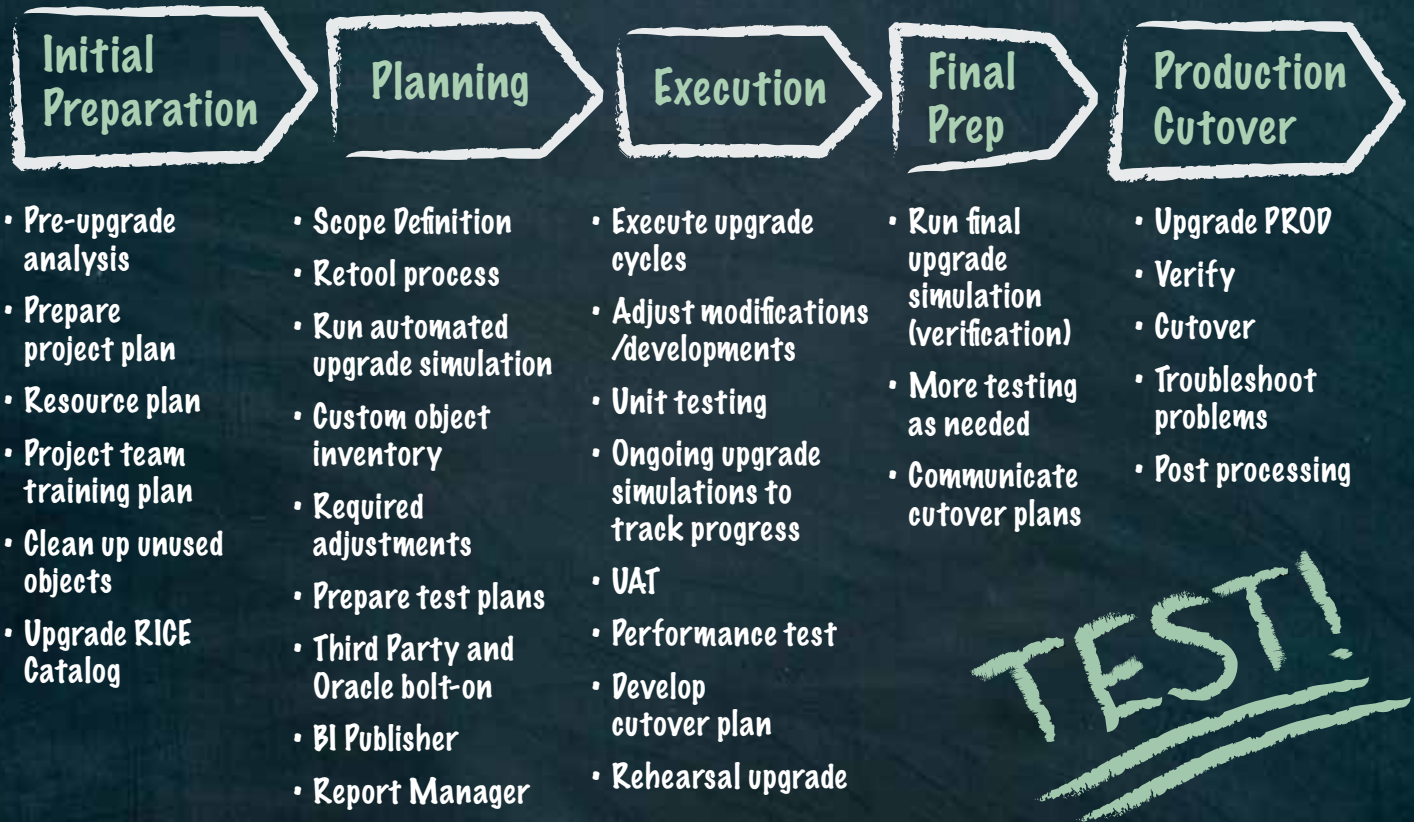 Initial
Preparation
Planning
Execution
Final
Prep
Production
Cutover
• Pre-upgrade
analysis
• Prepare
project plan
• Resource plan
• Project team
training plan
• Clean up unused
objects
• Upgrade RICE
Catalog
• Scope Definition
• Retool process
• Run automated
upgrade simulation
• Custom object
inventory
• Required
adjustments
• Prepare test plans
• Third Party and
Oracle bolt-on
• BI Publisher
• Report Manager
• Execute upgrade
cycles
• Adjust modifications
/developments
• Unit testing
• Ongoing upgrade
simulations to
track progress
• UAT
• Performance test
• Develop
cutover plan
• Rehearsal upgrade
• Run final
upgrade
simulation
(verification)
• More testing
as needed
• Communicate
cutover plans
• Upgrade PROD
• Verify
• Cutover
• Troubleshoot
problems
• Post processing
TEST!